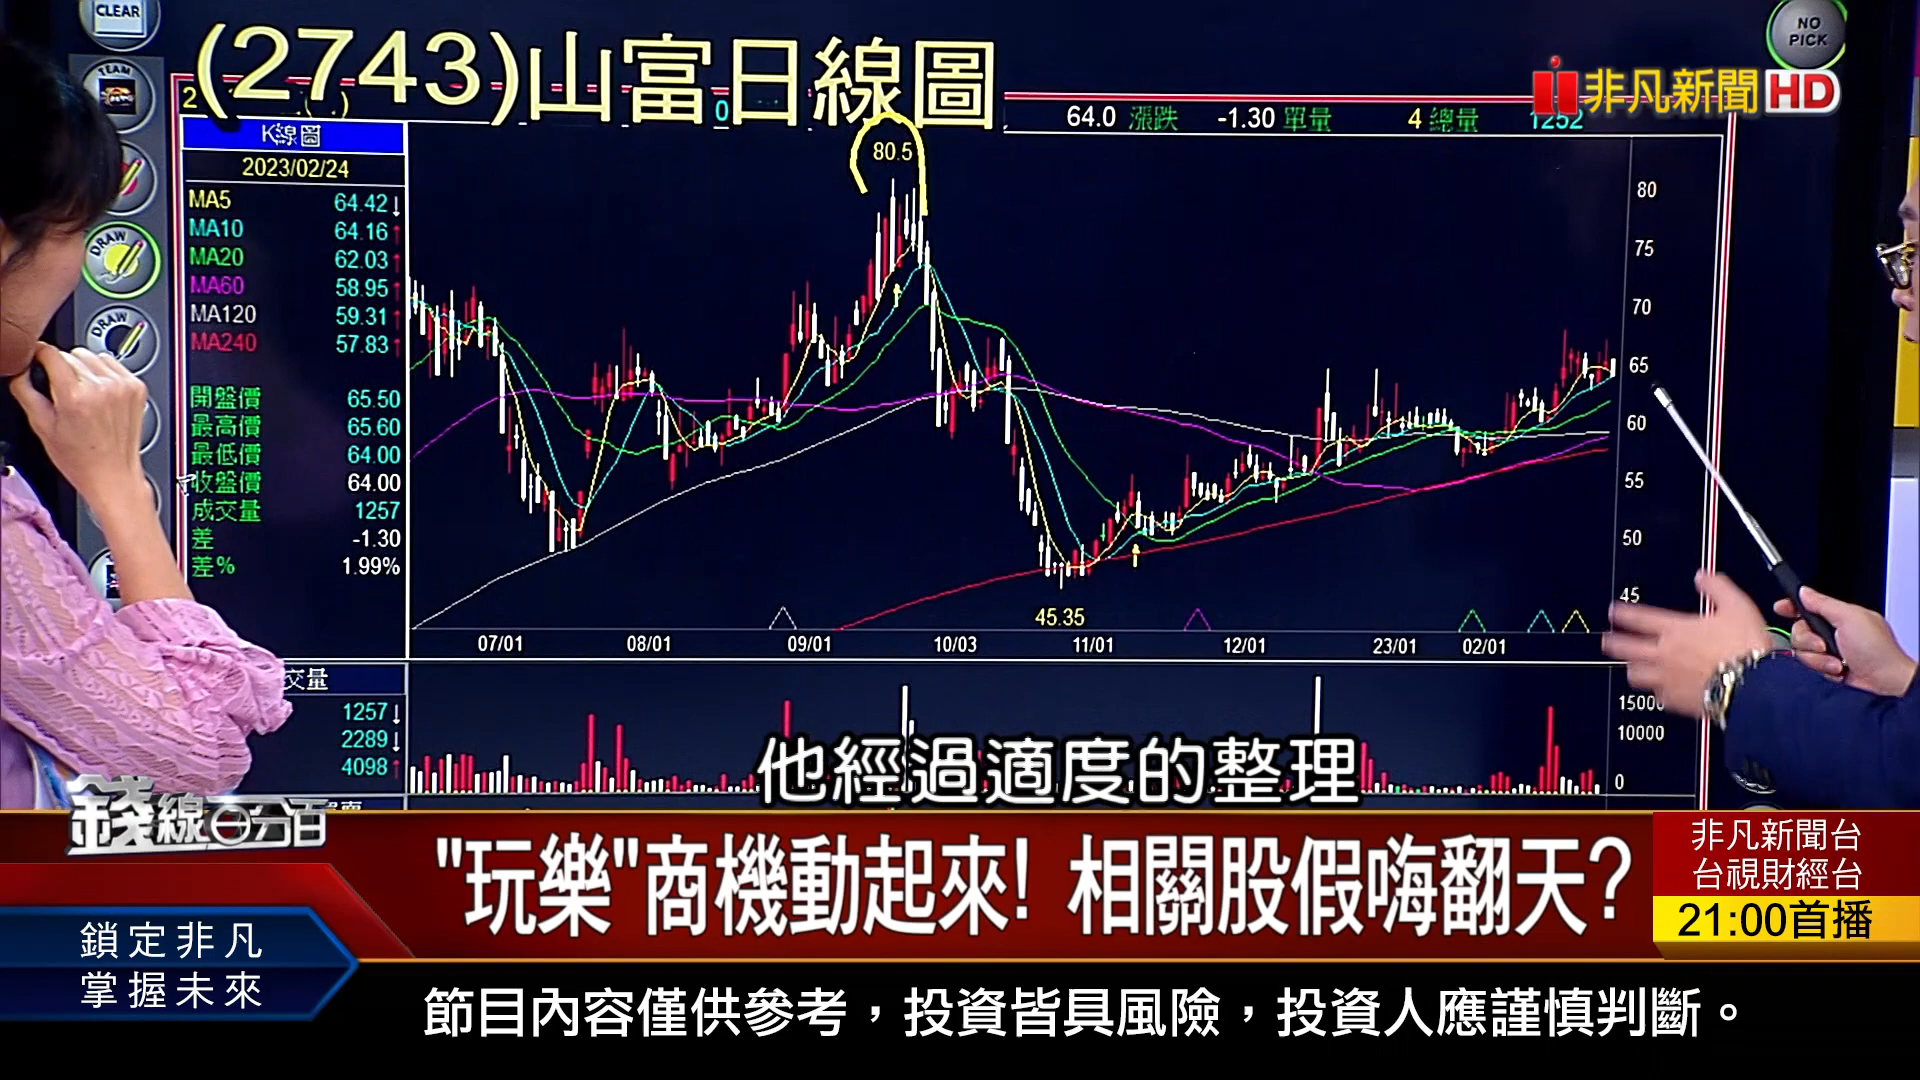 CLEAR
TEAM
DRAW
DRAW
NO PICK
(2743)山富日線圖
非凡新聞HD
64.0 漲跌 -1.30 單量 4 總量 1252
K線圖
2023/02/24
MA5 64.42↓
MA10 64.16↑
MA20 62.03↑
MA60 58.95↑
MA120 59.31↑
MA240 57.83↑
開盤價 65.50
最高價 65.60
最低價 64.00
收盤價 64.00
成交量 1257
差 -1.30
差% 1.99%
80.5
45.35
80
75
70
65
60
55
50
45
07/01 08/01 09/01 10/03 11/01 12/01 23/01 02/01
交量
1257↓
2289↓
4098↑
15000
10000
0
他經過適度的整理
錢線百分百
"玩樂"商機動起來! 相關股假嗨翻天?
非凡新聞台
台視財經台
21:00首播
鎖定非凡
掌握未來
節目內容僅供參考，投資皆具風險，投資人應謹慎判斷。